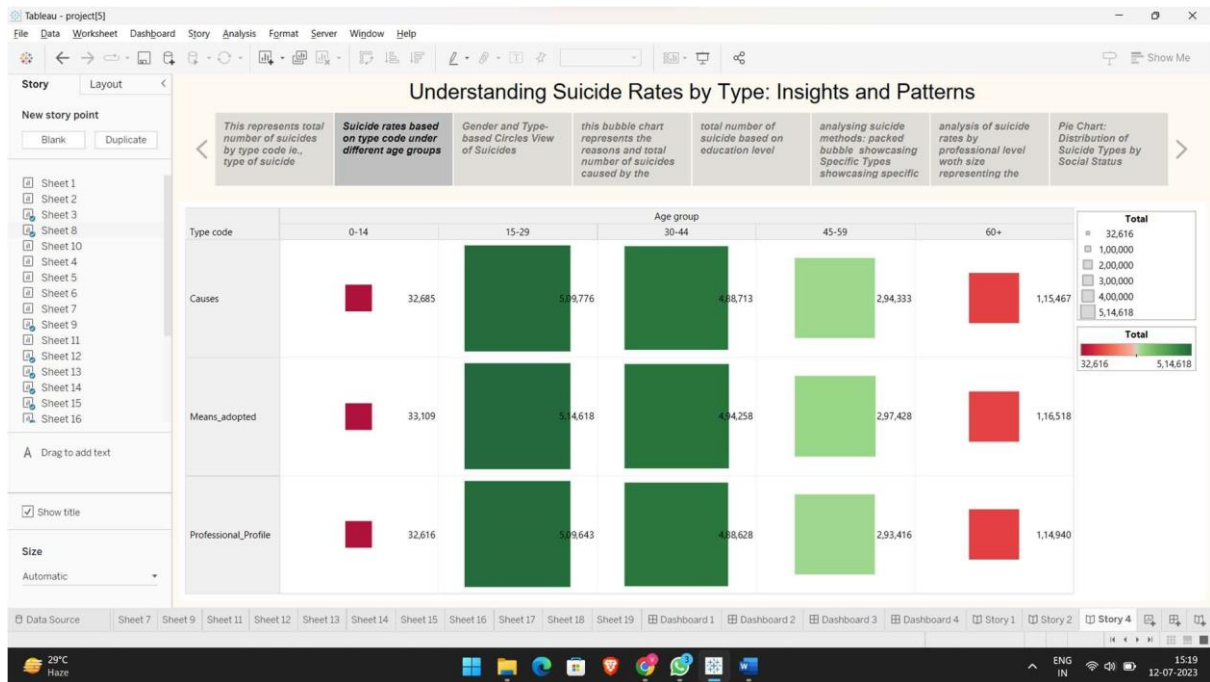 Tableau - project[5]
File Data Worksheet Dashboard Story Analysis Format Server Window Help
Show Me
Story Layout
New story point
Blank Duplicate
Sheet 1
Sheet 2
Sheet 3
Sheet 8
Sheet 10
Sheet 4
Sheet 5
Sheet 6
Sheet 7
Sheet 9
Sheet 11
Sheet 12
Sheet 13
Sheet 14
Sheet 15
Sheet 16
A Drag to add text
Show title
Size
Automatic
Understanding Suicide Rates by Type: Insights and Patterns
This represents total
number of suicides
by type code ie.,
type of suicide
Suicide rates based
on type code under
different age groups
Gender and Type-
based Circles View
of Suicides
this bubble chart
represents the
reasons and total
number of suicides
caused by the
total number of
suicide based on
education level
analysing suicide
methods: packed
bubble showcasing
Specific Types
showcasing specific
analysis of suicide
rates by
professional level
woth size
representing the
Pie Chart:
Distribution of
Suicide Types by
Social Status
Age group
Type code 0-14 15-29 30-44 45-59 60+
Causes 32,685 5,09,776 4,88,713 2,94,333 1,15,467
Means_adopted 33,109 5,14,618 4,94,258 2,97,428 1,16,518
Professional_Profile 32,616 5,09,643 4,88,628 2,93,416 1,14,940
Total
32,616
1,00,000
2,00,000
3,00,000
4,00,000
5,14,618
Total
32,616 5,14,618
Data Source Sheet 7 Sheet 9 Sheet 11 Sheet 12 Sheet 13 Sheet 14 Sheet 15 Sheet 16 Sheet 17 Sheet 18 Sheet 19 Dashboard 1 Dashboard 2 Dashboard 3 Dashboard 4 Story 1 Story 2 Story 4
29°C
Haze
ENG
IN
15:19
12-07-2023